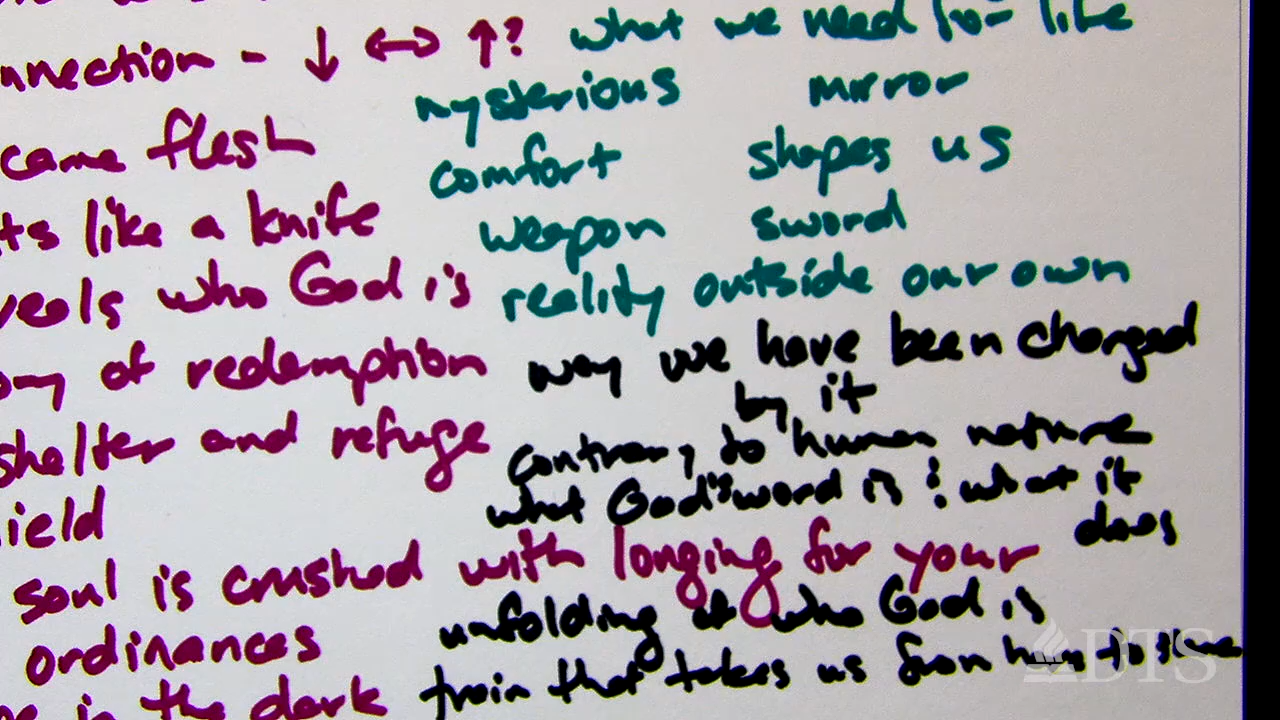 nnection - ↓ ↔ ↑? what we need for life
mysterious mirror
came flesh comfort shapes us
ts like a knife weapon sword
veals who God is reality outside our own
of redemption way we have been changed
by it
shelter and refuge contrary to human nature
ield what God's word is & what it
does
soul is crushed with longing for your
ordinances unfolding of who God is
in the dark train that takes us from here to
DTS